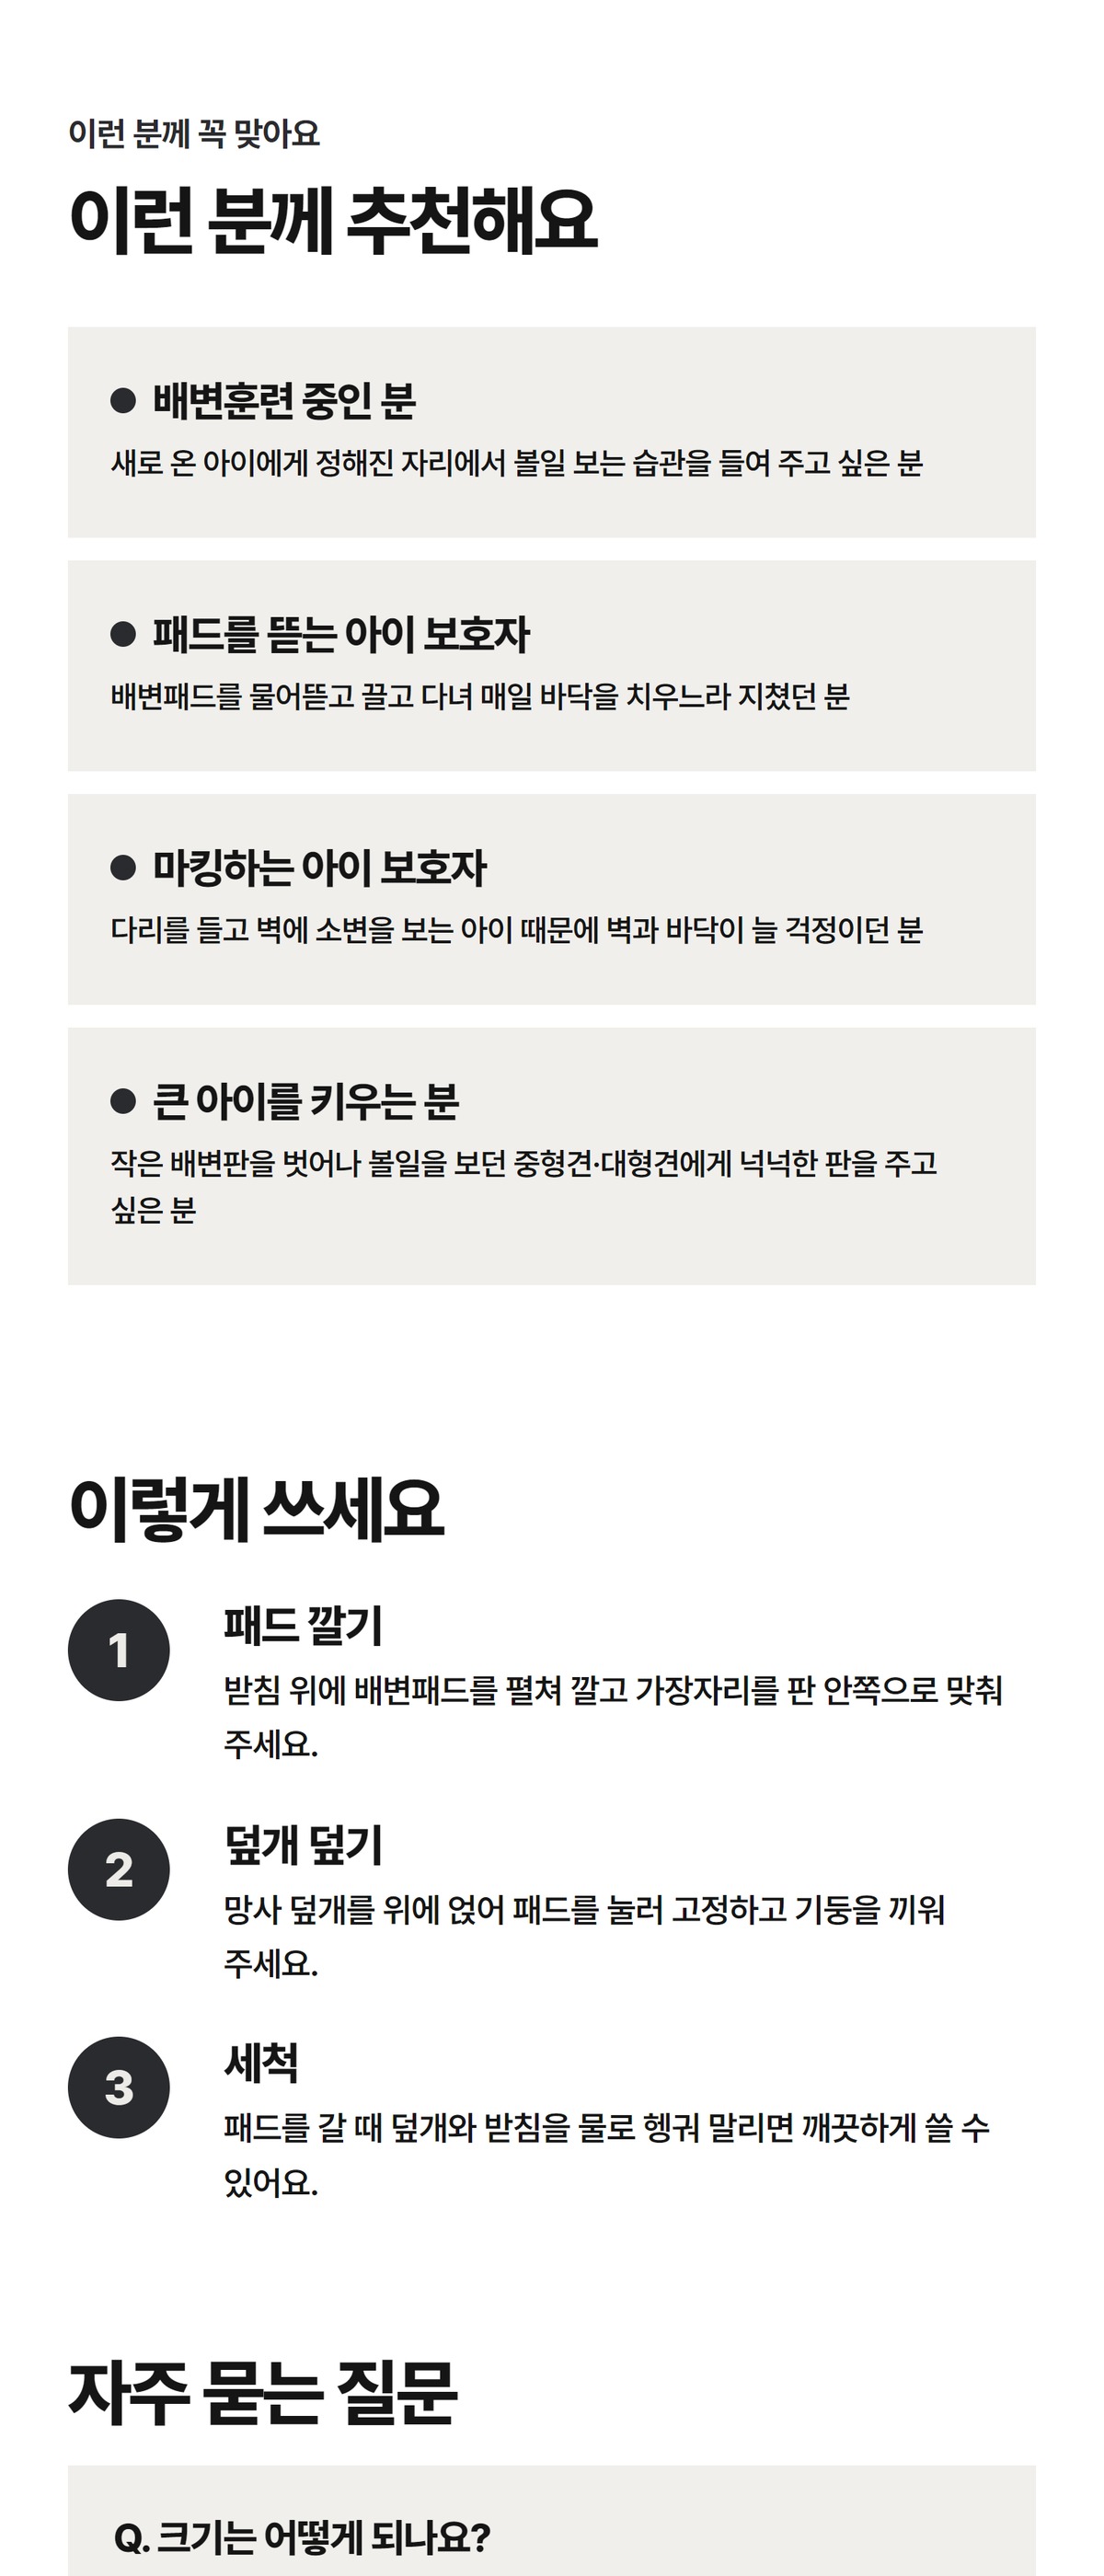 이런 분께 꼭 맞아요
이런 분께 추천해요
배변훈련 중인 분
새로 온 아이에게 정해진 자리에서 볼일 보는 습관을 들여 주고 싶은 분
패드를 뜯는 아이 보호자
배변패드를 물어뜯고 끌고 다녀 매일 바닥을 치우느라 지쳤던 분
마킹하는 아이 보호자
다리를 들고 벽에 소변을 보는 아이 때문에 벽과 바닥이 늘 걱정이던 분
큰 아이를 키우는 분
작은 배변판을 벗어나 볼일을 보던 중형견·대형견에게 넉넉한 판을 주고
싶은 분
이렇게 쓰세요
1
패드 깔기
받침 위에 배변패드를 펼쳐 깔고 가장자리를 판 안쪽으로 맞춰
주세요.
2
덮개 덮기
망사 덮개를 위에 얹어 패드를 눌러 고정하고 기둥을 끼워
주세요.
3
세척
패드를 갈 때 덮개와 받침을 물로 헹궈 말리면 깨끗하게 쓸 수
있어요.
자주 묻는 질문
Q. 크기는 어떻게 되나요?